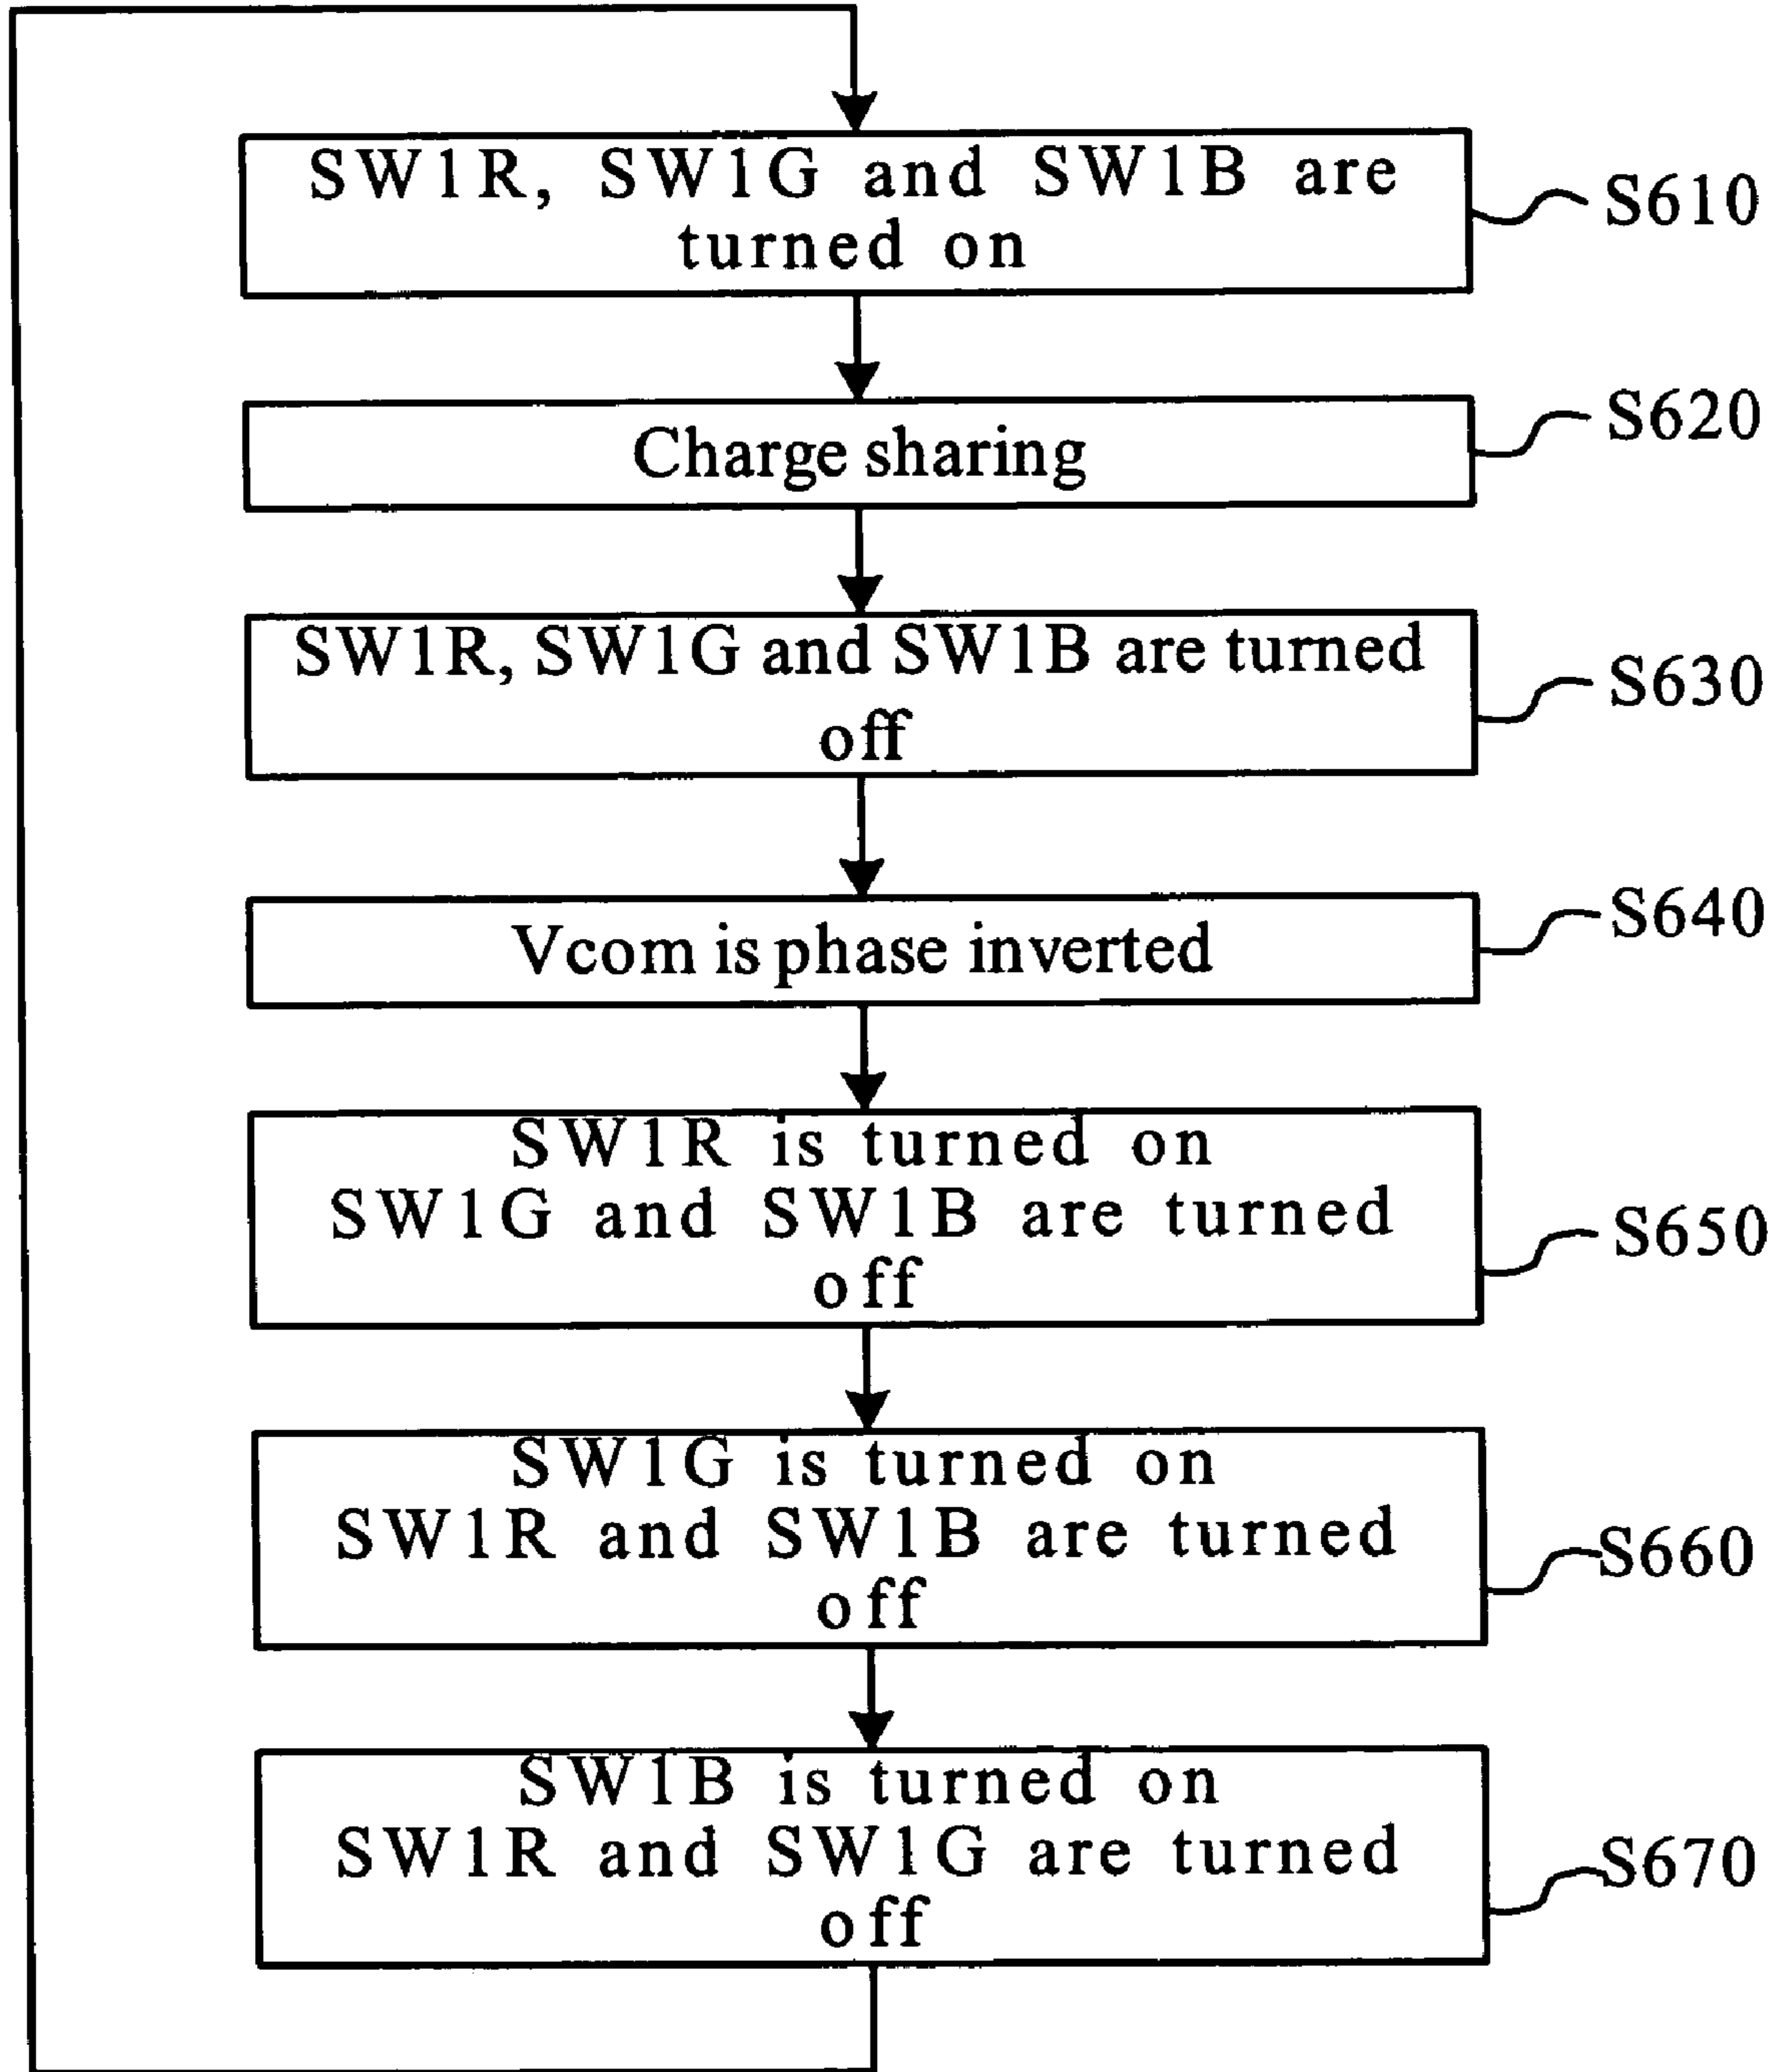 SW1R, SW1G and SW1B are
turned on
S610
Charge sharing
S620
SW1R, SW1G and SW1B are turned
off
S630
Vcom is phase inverted
S640
SW1R is turned on
SW1G and SW1B are turned
off
S650
SW1G is turned on
SW1R and SW1B are turned
off
S660
SW1B is turned on
SW1R and SW1G are turned
off
S670